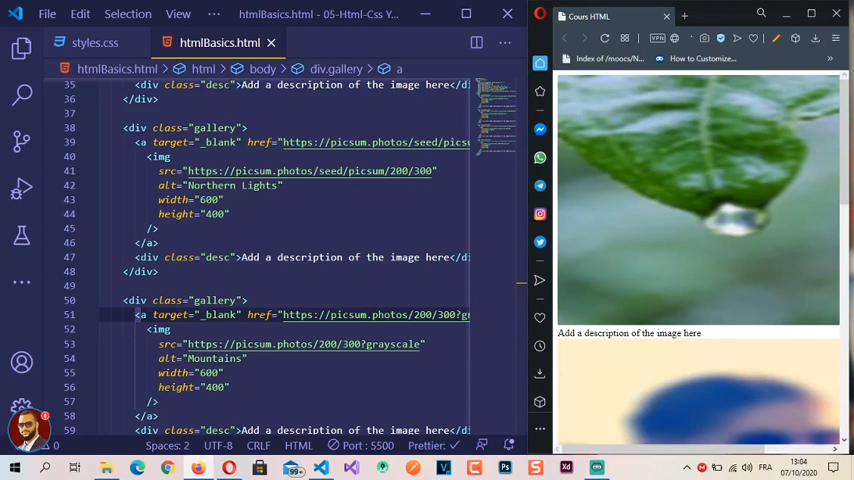 File Edit Selection View ··· htmlBasics.html - 05-Html-Css Y...
styles.css htmlBasics.html
htmlBasics.html > html > body > div.gallery > a
35 <div class="desc">Add a description of the image here</di
36 </div>
37
38 <div class="gallery">
39 <a target="_blank" href="https://picsum.photos/seed/picsu
40 <img
41 src="https://picsum.photos/seed/picsum/200/300"
42 alt="Northern Lights"
43 width="600"
44 height="400"
45 />
46 </a>
47 <div class="desc">Add a description of the image here</di
48 </div>
49
50 <div class="gallery">
51 <a target="_blank" href="https://picsum.photos/200/300?gr
52 <img
53 src="https://picsum.photos/200/300?grayscale"
54 alt="Mountains"
55 width="600"
56 height="400"
57 />
58 </a>
59 <div class="desc">Add a description of the image here</di
0 Spaces: 2 UTF-8 CRLF HTML Port : 5500 Prettier: ✓
Cours HTML
VPN
Index of /moocs/N... How to Customize... »
Add a description of the image here
99+
V
Ps
S
Xd
FRA
13:04
07/10/2020